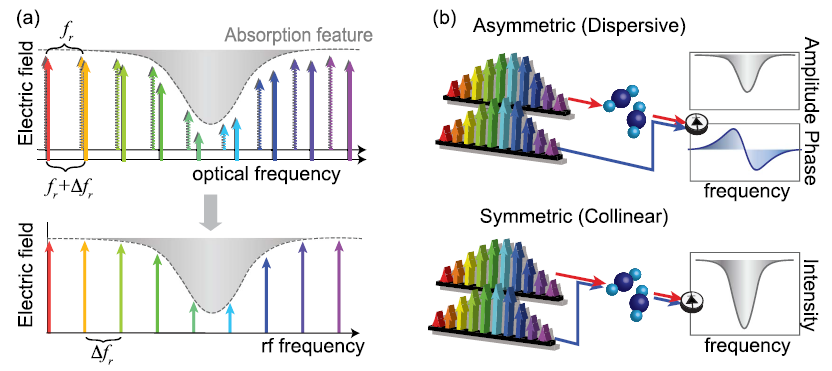 (a)
f_r
Absorption feature
Electric field
optical frequency
f_r+Δf_r
Electric field
rf frequency
Δf_r
(b)
Asymmetric (Dispersive)
Amplitude
Phase
frequency
Symmetric (Collinear)
Intensity
frequency